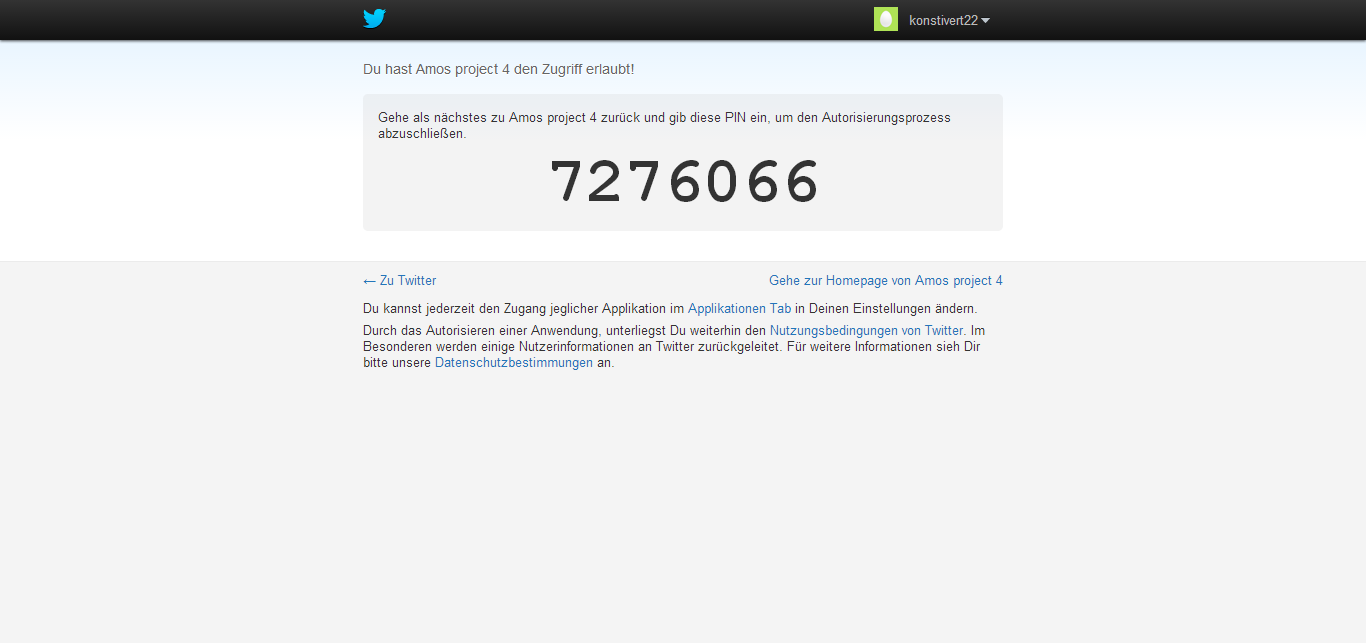 konstivert22
Du hast Amos project 4 den Zugriff erlaubt!
Gehe als nächstes zu Amos project 4 zurück und gib diese PIN ein, um den Autorisierungsprozess
abzuschließen.
7276066
← Zu Twitter
Gehe zur Homepage von Amos project 4
Du kannst jederzeit den Zugang jeglicher Applikation im Applikationen Tab in Deinen Einstellungen ändern.
Durch das Autorisieren einer Anwendung, unterliegst Du weiterhin den Nutzungsbedingungen von Twitter. Im
Besonderen werden einige Nutzerinformationen an Twitter zurückgeleitet. Für weitere Informationen sieh Dir
bitte unsere Datenschutzbestimmungen an.